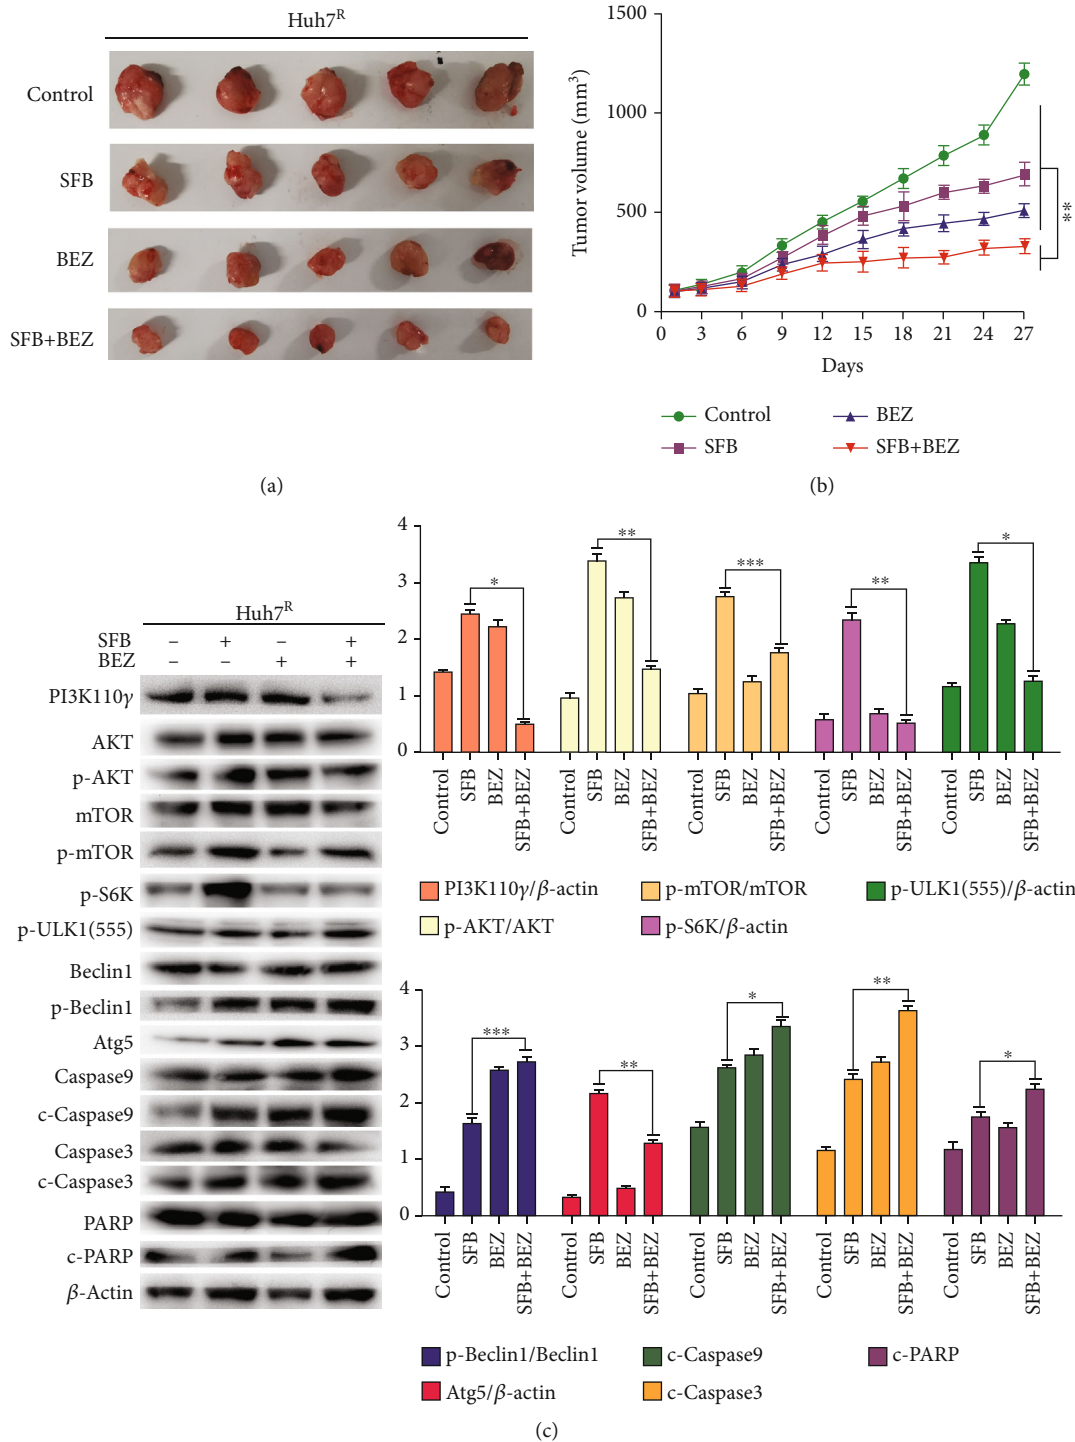 Huh7ᴿ
Control
SFB
BEZ
SFB+BEZ
(a)
Tumor volume (mm³)
1500
1000
500
0
0 3 6 9 12 15 18 21 24 27
Days
**
Control
BEZ
SFB
SFB+BEZ
(b)
Huh7ᴿ
SFB – + – +
BEZ – – + +
PI3K110γ
AKT
p-AKT
mTOR
p-mTOR
p-S6K
p-ULK1(555)
Beclin1
p-Beclin1
Atg5
Caspase9
c-Caspase9
Caspase3
c-Caspase3
PARP
c-PARP
β-Actin
4
3
2
1
0
* ** *** ** *
Control SFB BEZ SFB+BEZ Control SFB BEZ SFB+BEZ Control SFB BEZ SFB+BEZ Control SFB BEZ SFB+BEZ Control SFB BEZ SFB+BEZ
PI3K110γ/β-actin
p-mTOR/mTOR
p-ULK1(555)/β-actin
p-AKT/AKT
p-S6K/β-actin
4
3
2
1
0
*** ** * ** *
Control SFB BEZ SFB+BEZ Control SFB BEZ SFB+BEZ Control SFB BEZ SFB+BEZ Control SFB BEZ SFB+BEZ Control SFB BEZ SFB+BEZ
p-Beclin1/Beclin1
c-Caspase9
c-PARP
Atg5/β-actin
c-Caspase3
(c)